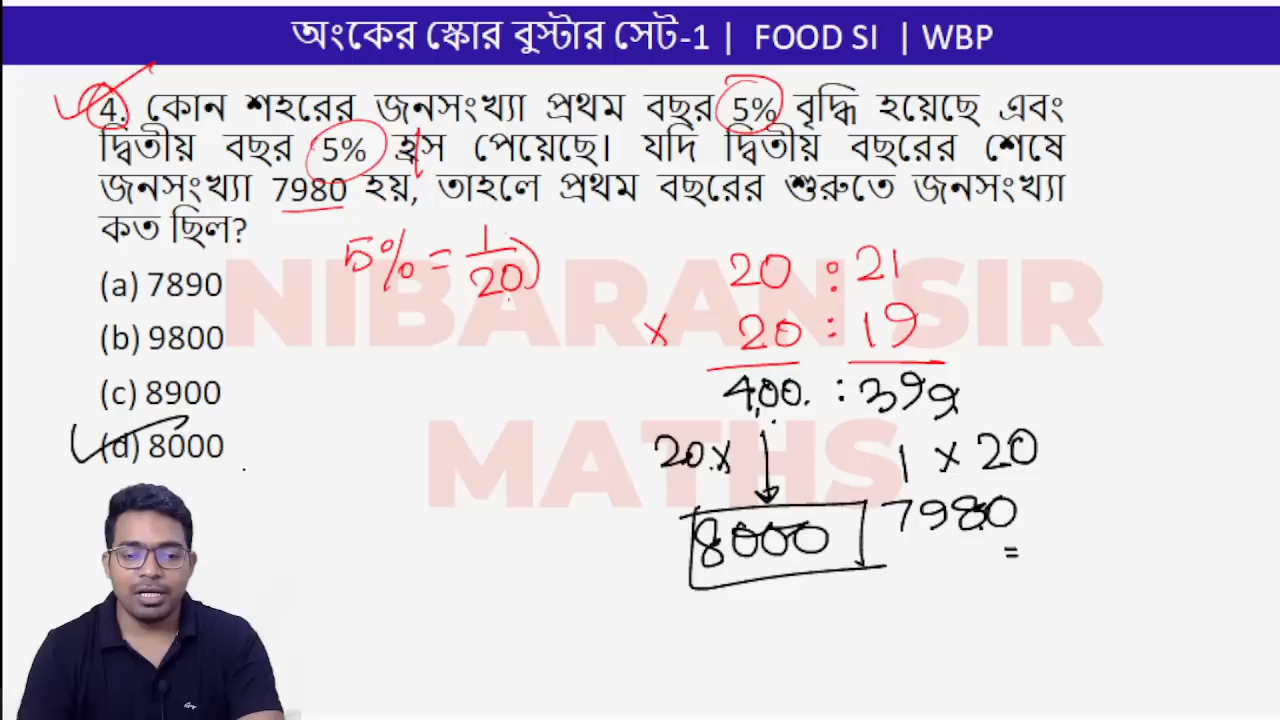 অংকের স্কোর বুস্টার সেট-1 | FOOD SI | WBP
4. কোন শহরের জনসংখ্যা প্রথম বছর 5% বৃদ্ধি হয়েছে এবং
দ্বিতীয় বছর 5% হ্রাস পেয়েছে। যদি দ্বিতীয় বছরের শেষে
জনসংখ্যা 7980 হয়, তাহলে প্রথম বছরের শুরুতে জনসংখ্যা
কত ছিল?
5% = 1/20
(a) 7890
(b) 9800
(c) 8900
(d) 8000
20 : 21
× 20 : 19
400 : 399
20 × 1 × 20
8000 7980
=
NIBARAN SIR
MATHS